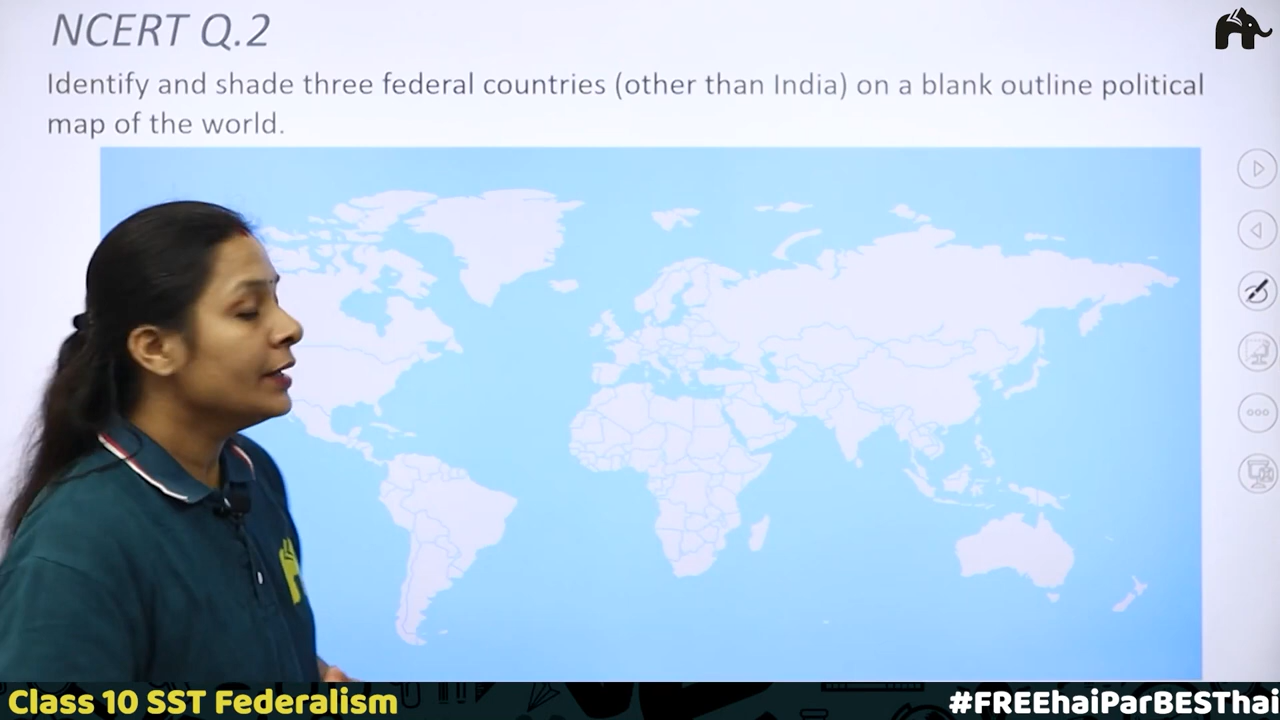 NCERT Q.2
Identify and shade three federal countries (other than India) on a blank outline political
map of the world.
Class 10 SST Federalism
#FREEhaiParBESThai